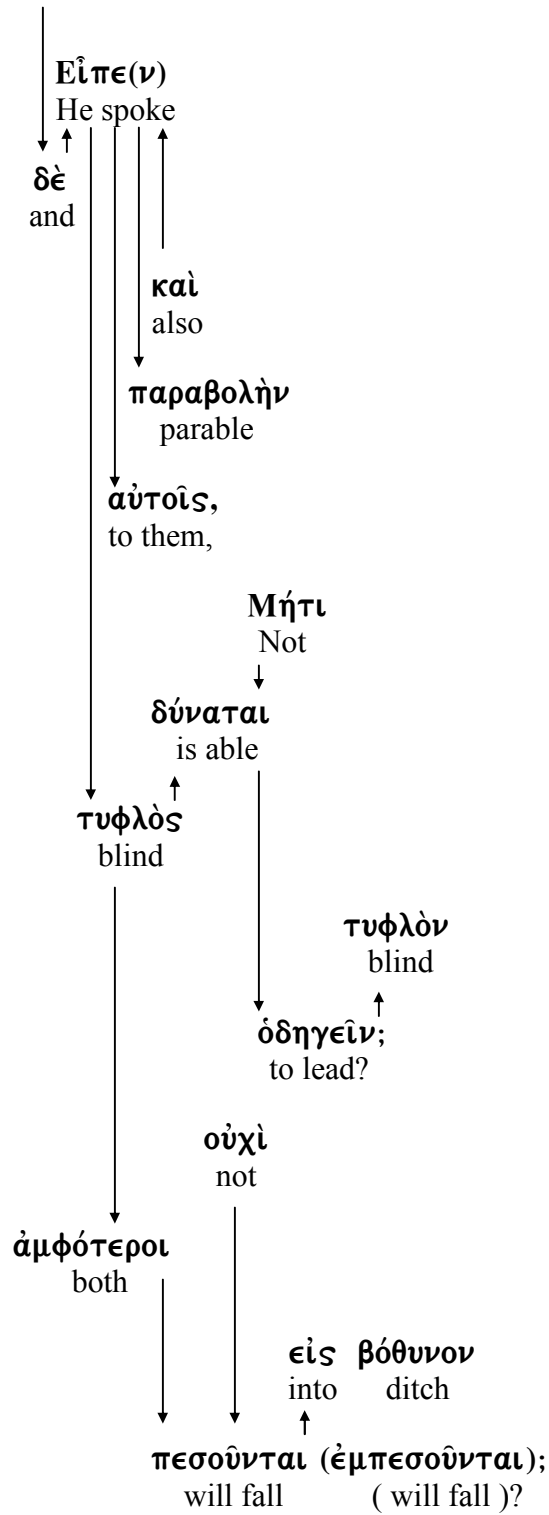 Εἶπε(ν)
He spoke
δὲ
and
καὶ
also
παραβολὴν
parable
αὐτοῖς,
to them,
Μήτι
Not
δύναται
is able
τυφλὸς
blind
τυφλὸν
blind
ὁδηγεῖν;
to lead?
οὐχὶ
not
ἀμφότεροι
both
εἰς βόθυνον
into ditch
πεσοῦνται (ἐμπεσοῦνται);
will fall ( will fall )?